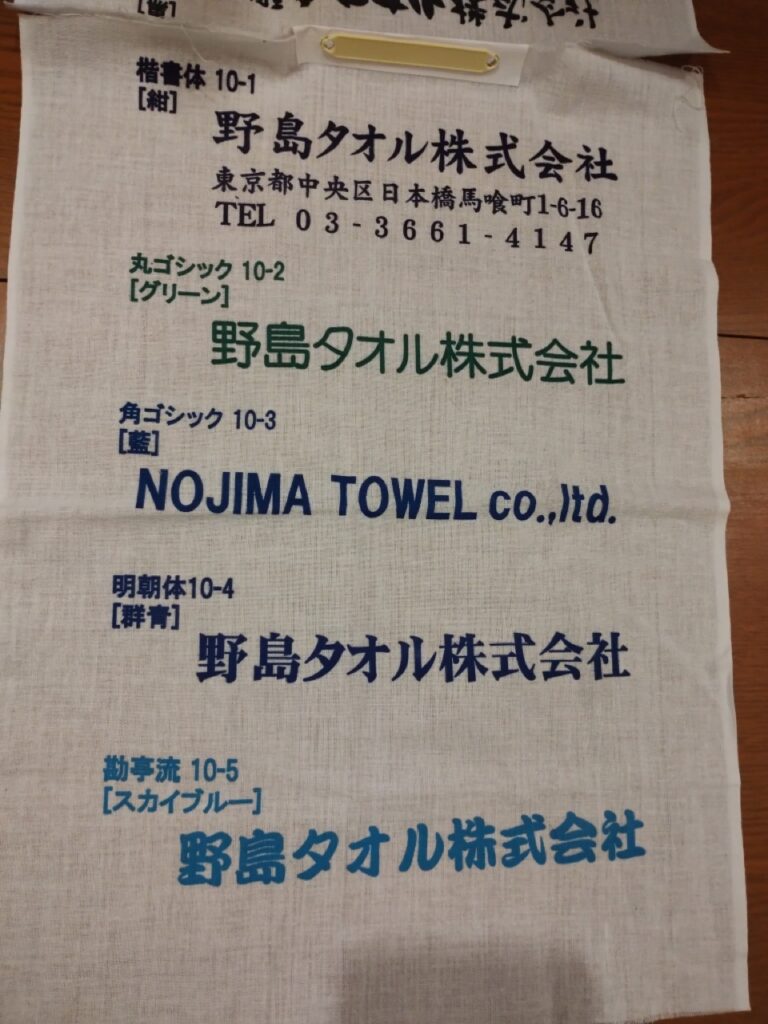 楷書体 10-1
[紺]
野島タオル株式会社
東京都中央区日本橋馬喰町1-6-16
TEL 03-3661-4147
丸ゴシック 10-2
[グリーン]
野島タオル株式会社
角ゴシック 10-3
[藍]
NOJIMA TOWEL co.,ltd.
明朝体10-4
[群青]
野島タオル株式会社
勘亭流 10-5
[スカイブルー]
野島タオル株式会社